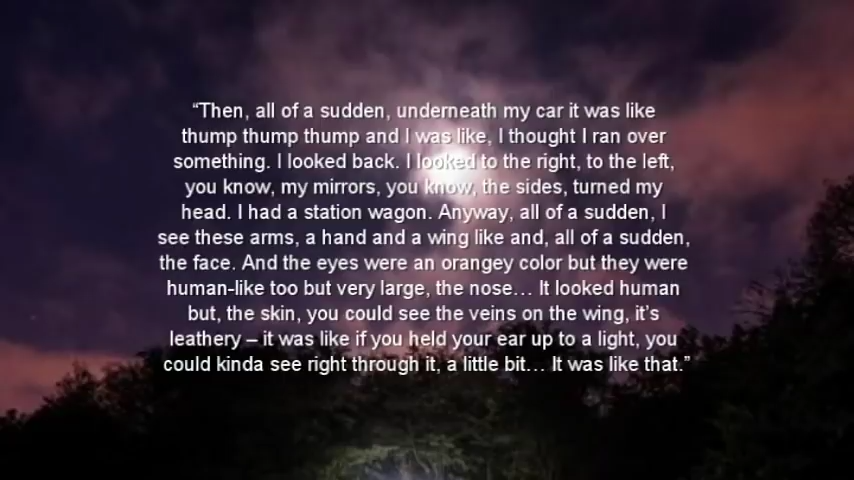 “Then, all of a sudden, underneath my car it was like
thump thump thump and I was like, I thought I ran over
something. I looked back. I looked to the right, to the left,
you know, my mirrors, you know, the sides, turned my
head. I had a station wagon. Anyway, all of a sudden, I
see these arms, a hand and a wing like and, all of a sudden,
the face. And the eyes were an orangey color but they were
human-like too but very large, the nose… It looked human
but, the skin, you could see the veins on the wing, it’s
leathery – it was like if you held your ear up to a light, you
could kinda see right through it, a little bit… It was like that.”